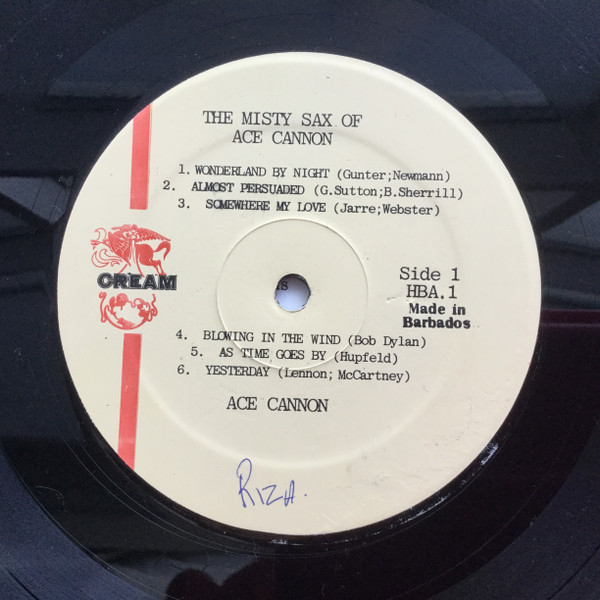 THE MISTY SAX OF
ACE CANNON
1. WONDERLAND BY NIGHT (Gunter;Newmann)
2. ALMOST PERSUADED (G.Sutton;B.Sherrill)
3. SOMEWHERE MY LOVE (Jarre;Webster)
CREAM
Side 1
HBA.1
Made in
Barbados
4. BLOWING IN THE WIND (Bob Dylan)
5. AS TIME GOES BY (Hupfeld)
6. YESTERDAY (Lennon; McCartney)
ACE CANNON
RIZA.